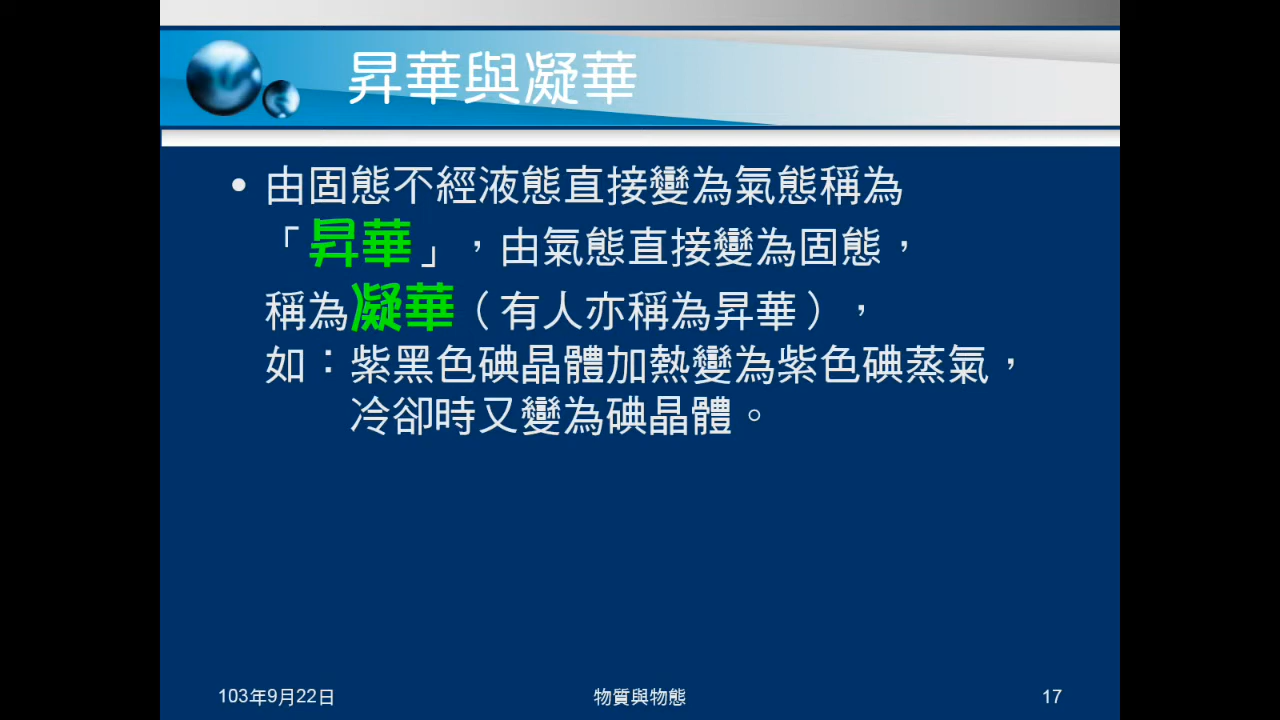 昇華與凝華
• 由固態不經液態直接變為氣態稱為
「昇華」，由氣態直接變為固態，
稱為凝華（有人亦稱為昇華），
如：紫黑色碘晶體加熱變為紫色碘蒸氣，
冷卻時又變為碘晶體。
103年9月22日
物質與物態
17